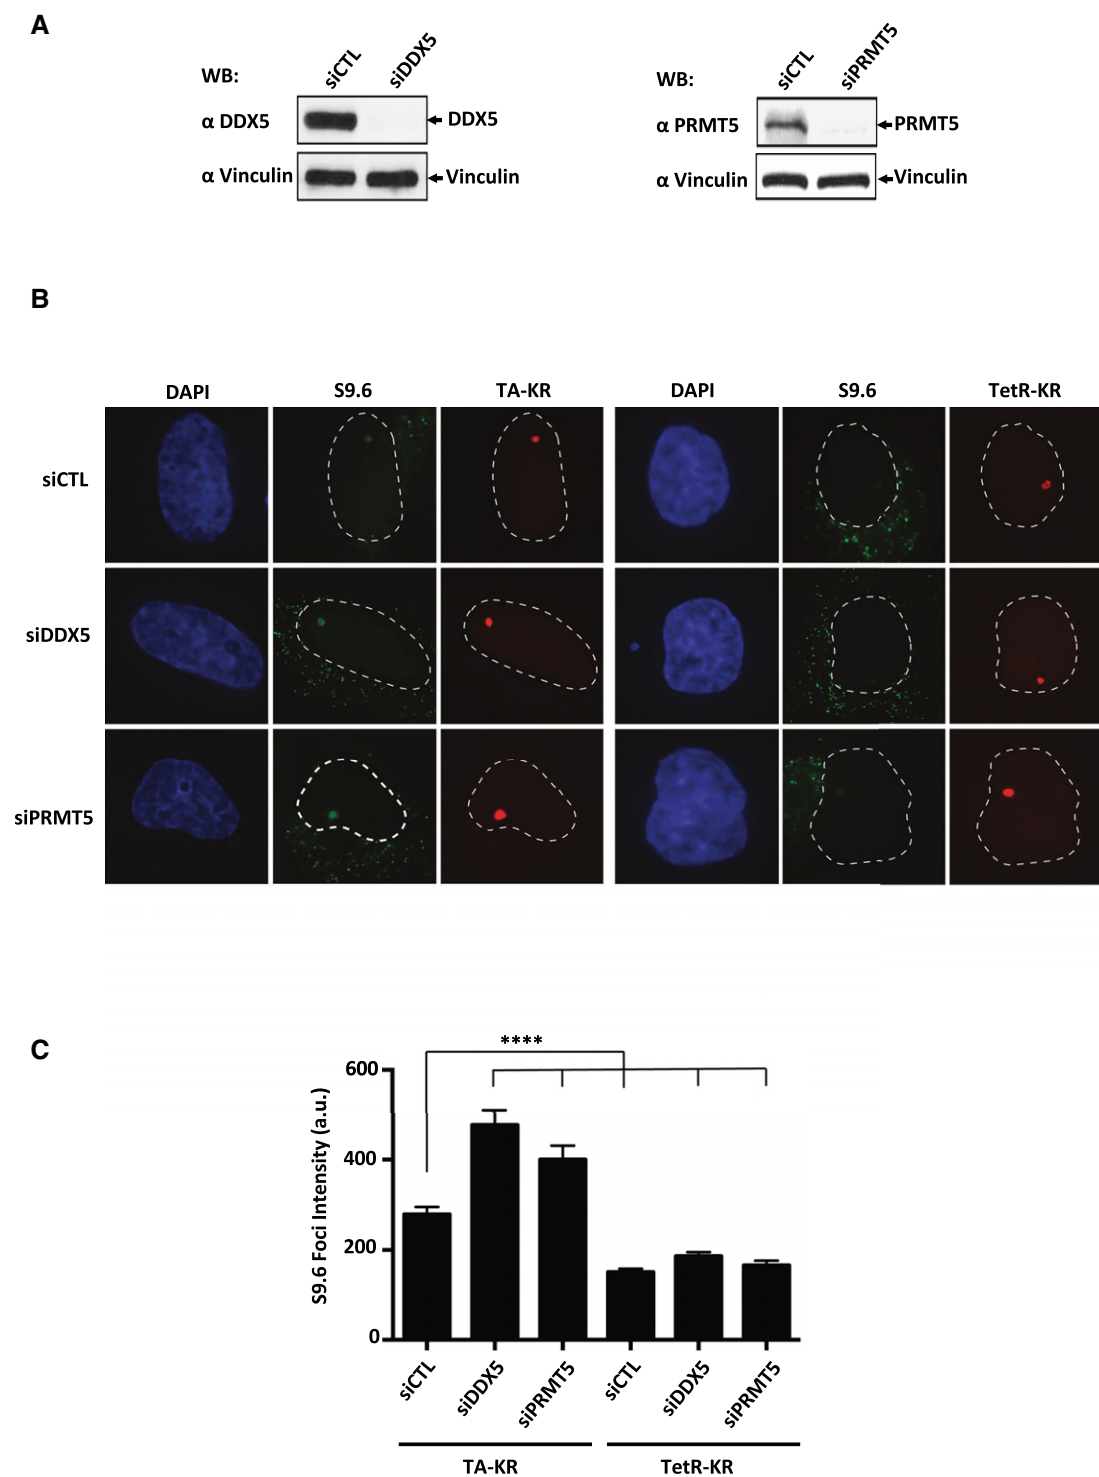 A
WB:
siCTL
siDDX5
α DDX5
DDX5
α Vinculin
Vinculin
WB:
siCTL
siPRMT5
α PRMT5
PRMT5
α Vinculin
Vinculin
B
DAPI S9.6 TA-KR DAPI S9.6 TetR-KR
siCTL
siDDX5
siPRMT5
C
****
S9.6 Foci Intensity (a.u.)
600
400
200
0
siCTL
siDDX5
siPRMT5
siCTL
siDDX5
siPRMT5
TA-KR
TetR-KR